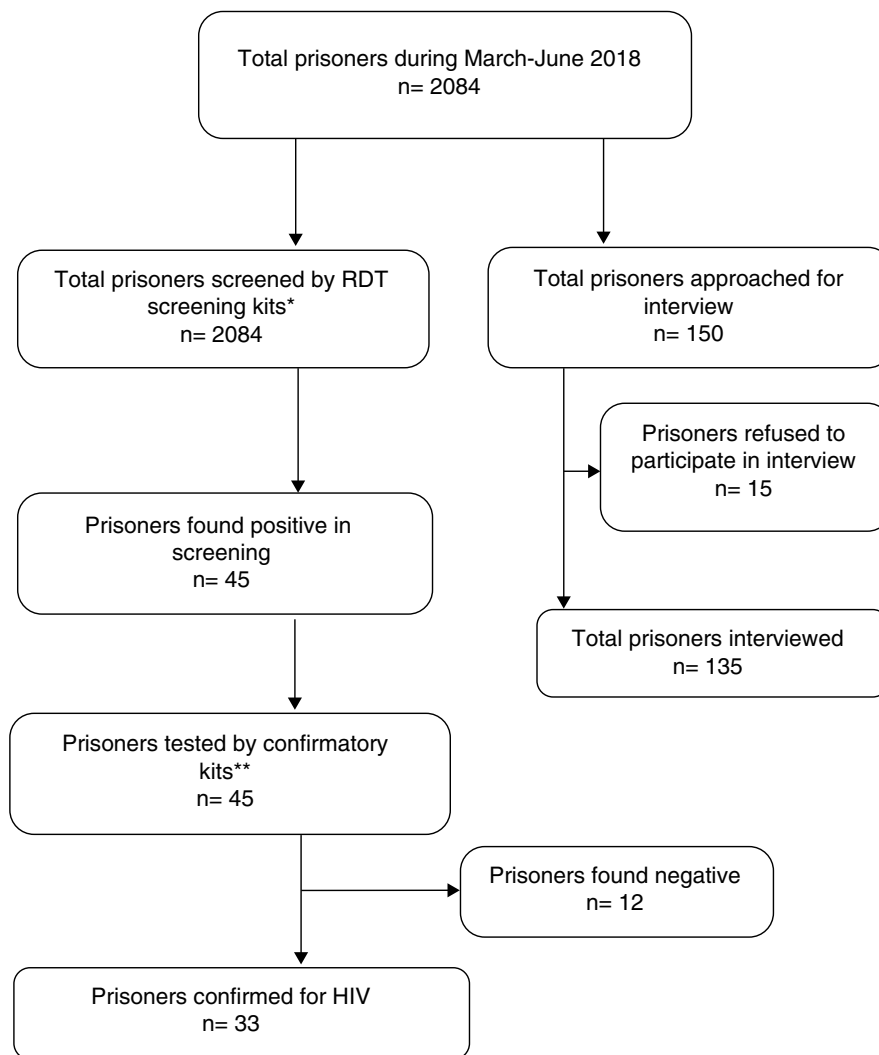 Total prisoners during March-June 2018
n= 2084
Total prisoners screened by RDT
screening kits*
n= 2084
Total prisoners approached for
interview
n= 150
Prisoners refused to
participate in interview
n= 15
Prisoners found positive in
screening
n= 45
Total prisoners interviewed
n= 135
Prisoners tested by confirmatory
kits**
n= 45
Prisoners found negative
n= 12
Prisoners confirmed for HIV
n= 33